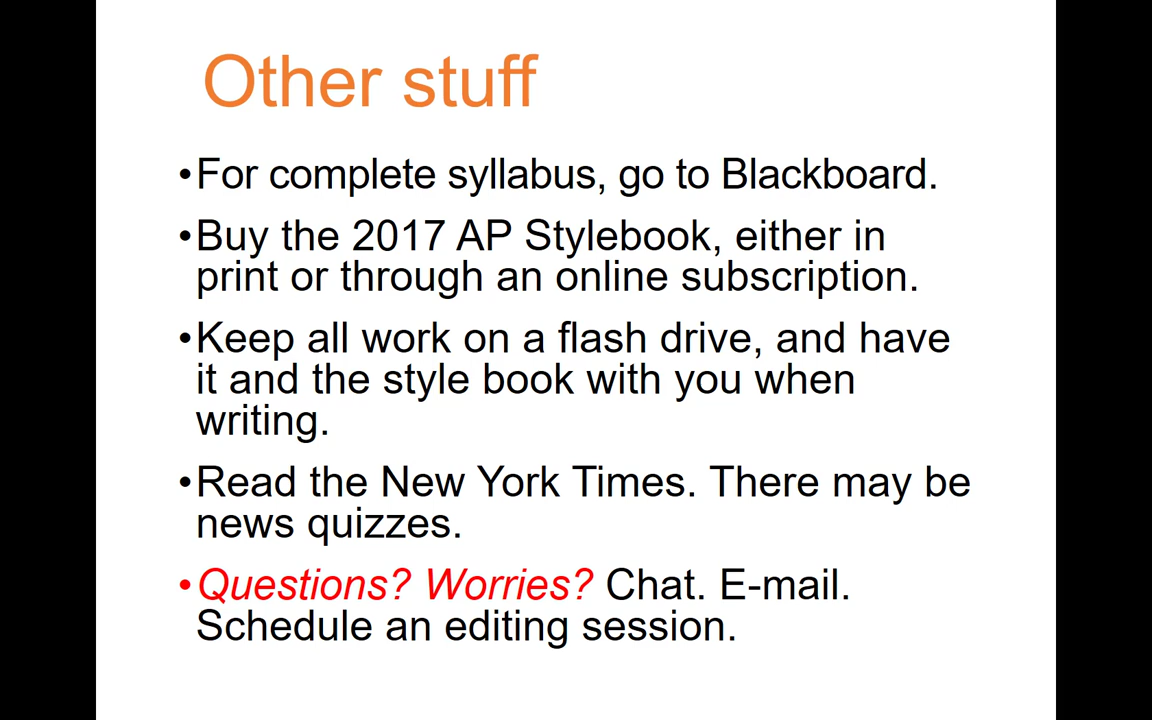 Other stuff
•For complete syllabus, go to Blackboard.
•Buy the 2017 AP Stylebook, either in
print or through an online subscription.
•Keep all work on a flash drive, and have
it and the style book with you when
writing.
•Read the New York Times. There may be
news quizzes.
•Questions? Worries? Chat. E-mail.
Schedule an editing session.